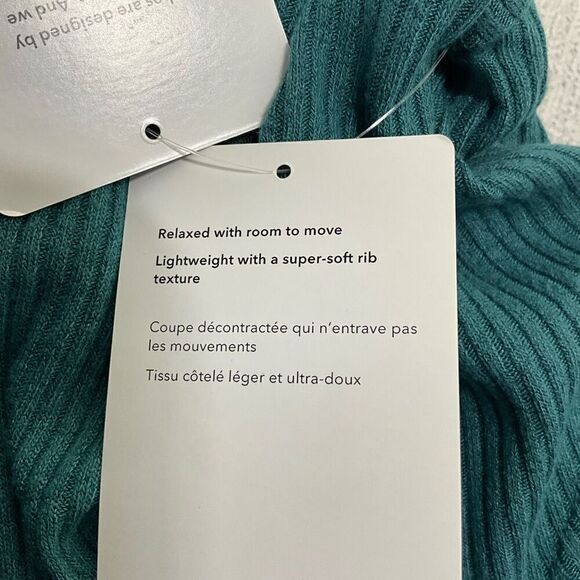 are designed by
And we
Relaxed with room to move
Lightweight with a super-soft rib
texture
Coupe décontractée qui n'entrave pas
les mouvements
Tissu côtelé léger et ultra-doux